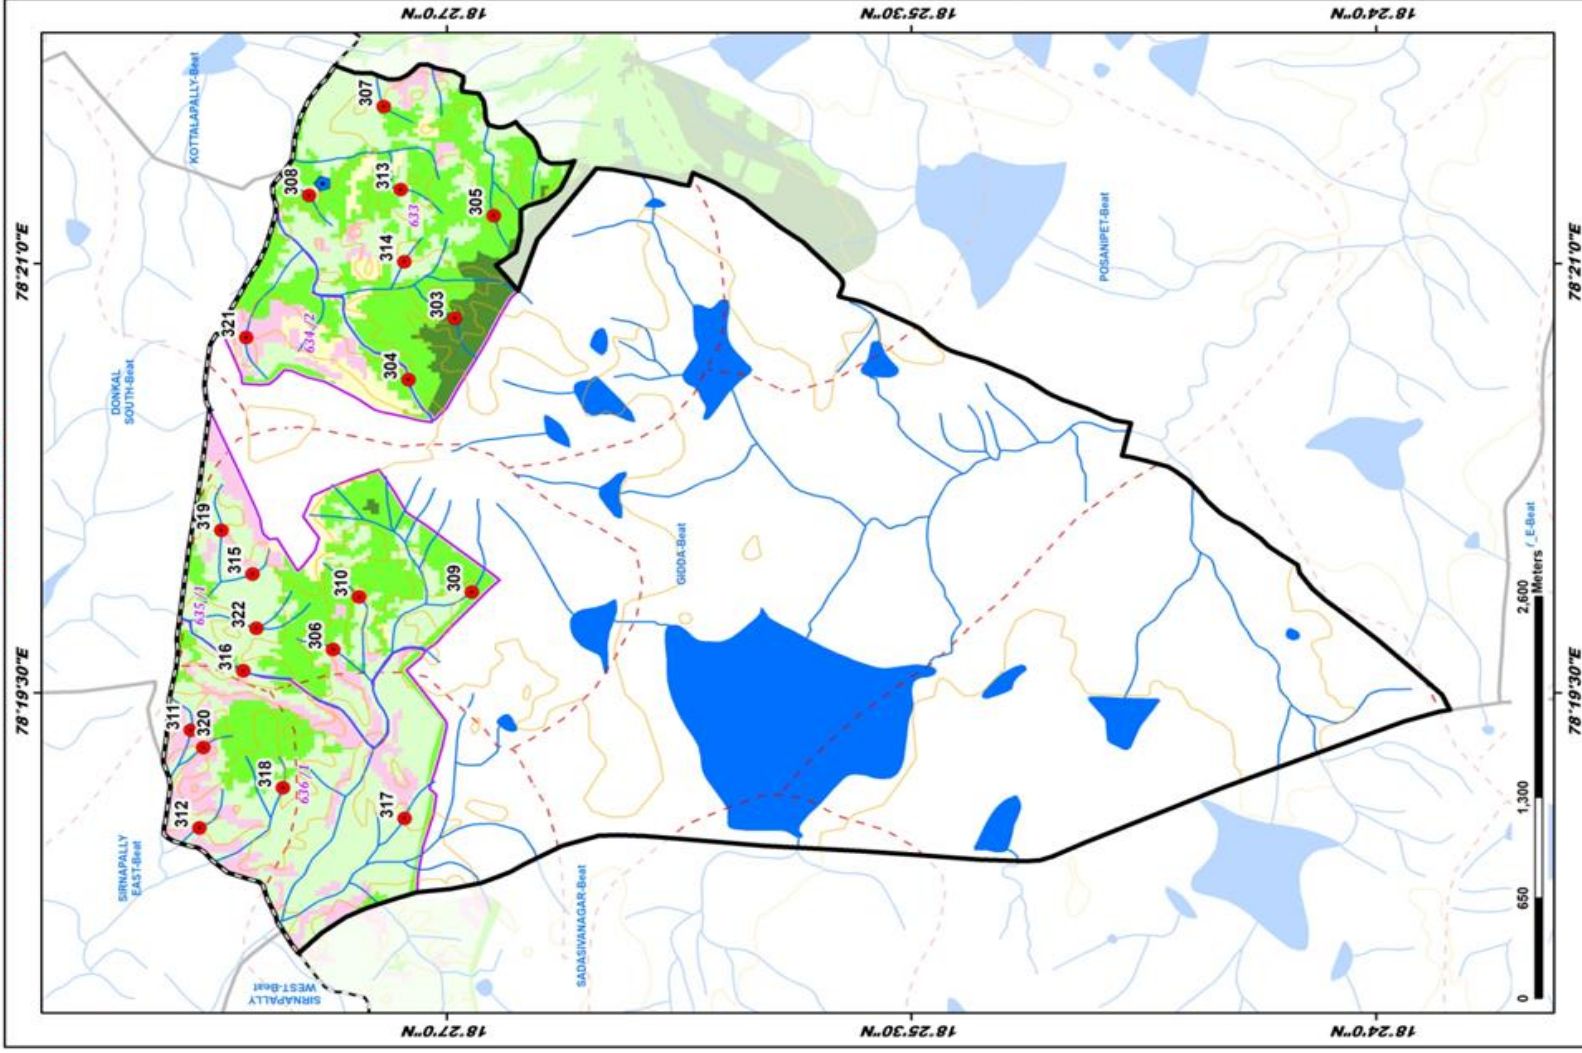 18°27'0"N
18°25'30"N
18°24'0"N
78°21'0"E
78°21'0"E
78°19'30"E
78°19'30"E
KOTTALAPALLY-Beat
DONKAL
SOUTH-Beat
SIRNAPALLY
EAST-Beat
SIRNAPALLY
WEST-Beat
SADASIVANAGAR-Beat
GIDDA-Beat
POSANIPET-Beat
_E-Beat
307
308
313
633
305
314
303
321
634/2
304
319
315
635/1
322
310
309
316
306
311
320
318
636/1
312
317
0
650
1,300
2,600
Meters
18°27'0"N
18°25'30"N
18°24'0"N